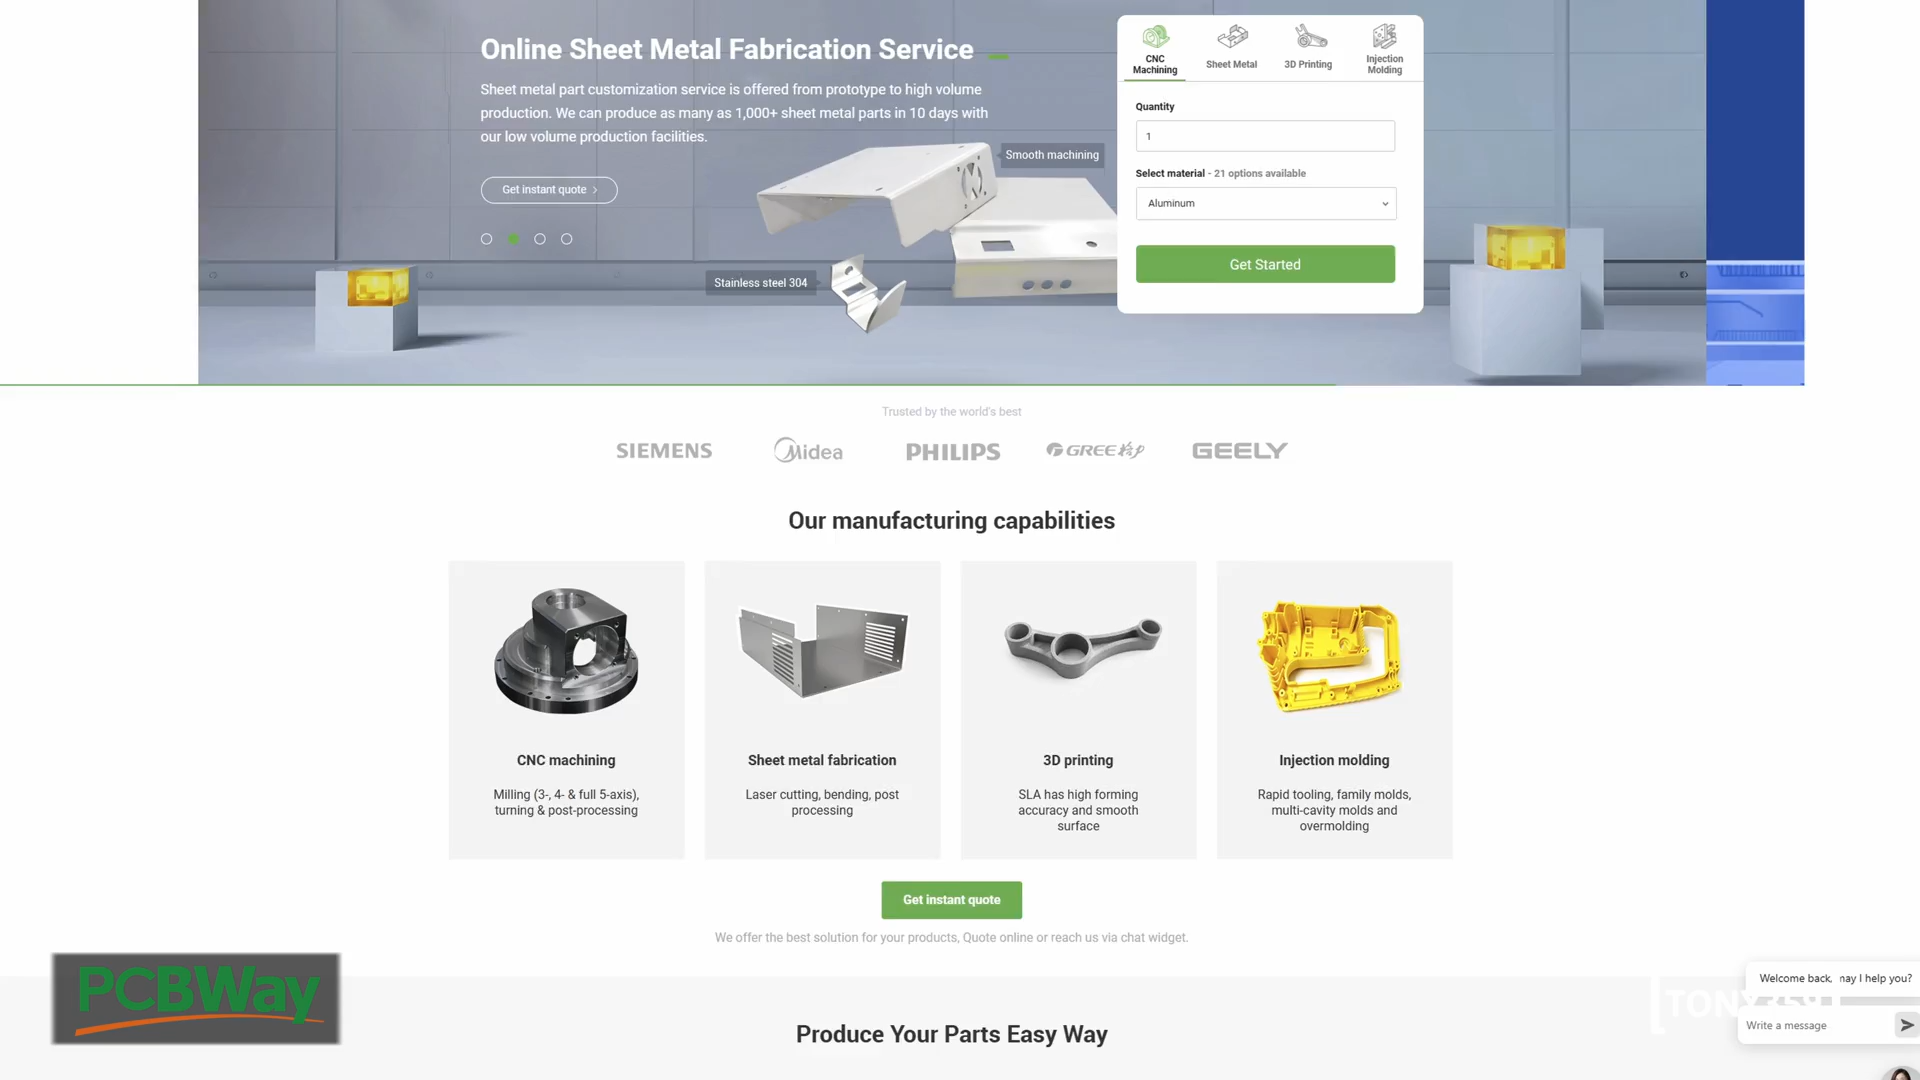 Online Sheet Metal Fabrication Service
Sheet metal part customization service is offered from prototype to high volume
production. We can produce as many as 1,000+ sheet metal parts in 10 days with
our low volume production facilities.
Get instant quote
Smooth machining
Stainless steel 304
CNC
Machining
Sheet Metal
3D Printing
Injection
Molding
Quantity
1
Select material - 21 options available
Aluminum
Get Started
Trusted by the world's best
SIEMENS
Midea
PHILIPS
GREE格力
GEELY
Our manufacturing capabilities
CNC machining
Milling (3-, 4- & full 5-axis),
turning & post-processing
Sheet metal fabrication
Laser cutting, bending, post
processing
3D printing
SLA has high forming
accuracy and smooth
surface
Injection molding
Rapid tooling, family molds,
multi-cavity molds and
overmolding
Get instant quote
We offer the best solution for your products, Quote online or reach us via chat widget.
PCBWay
Produce Your Parts Easy Way
Welcome back, may I help you?
Write a message